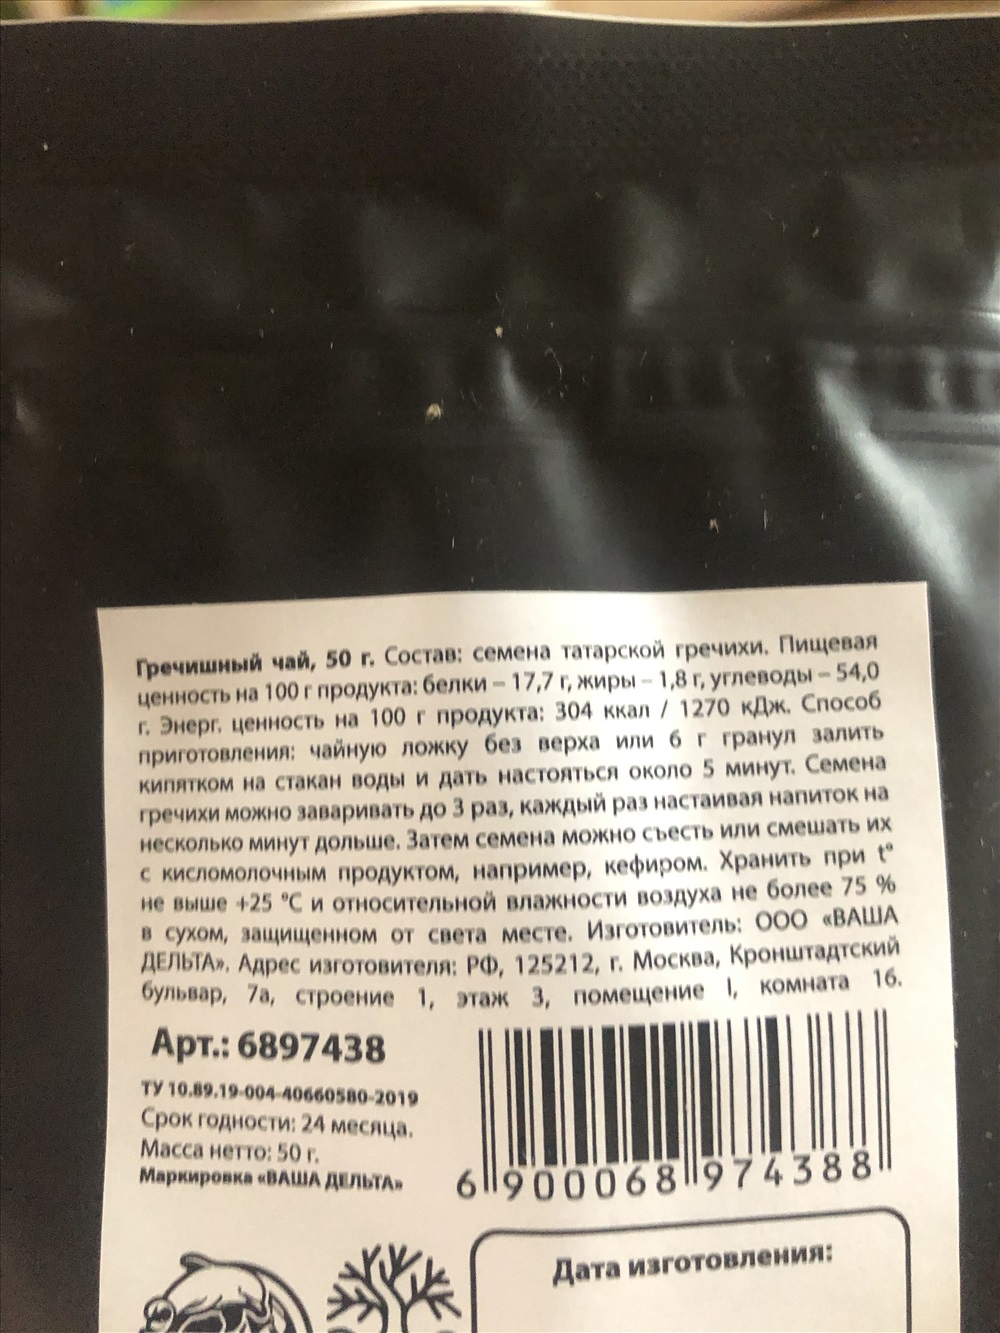 Гречишный чай, 50 г. Состав: семена татарской гречихи. Пищевая
ценность на 100 г продукта: белки – 17,7 г, жиры – 1,8 г, углеводы – 54,0
г. Энерг. ценность на 100 г продукта: 304 ккал / 1270 кДж. Способ
приготовления: чайную ложку без верха или 6 г гранул залить
кипятком на стакан воды и дать настояться около 5 минут. Семена
гречихи можно заваривать до 3 раз, каждый раз настаивая напиток на
несколько минут дольше. Затем семена можно съесть или смешать их
с кисломолочным продуктом, например, кефиром. Хранить при t°
не выше +25 °С и относительной влажности воздуха не более 75 %
в сухом, защищенном от света месте. Изготовитель: ООО «ВАША
ДЕЛЬТА». Адрес изготовителя: РФ, 125212, г. Москва, Кронштадтский
бульвар, 7а, строение 1, этаж 3, помещение I, комната 16.
Арт.: 6897438
ТУ 10.89.19-004-40660580-2019
Срок годности: 24 месяца.
Масса нетто: 50 г.
Маркировка «ВАША ДЕЛЬТА»
6 900068 974388
Дата изготовления: